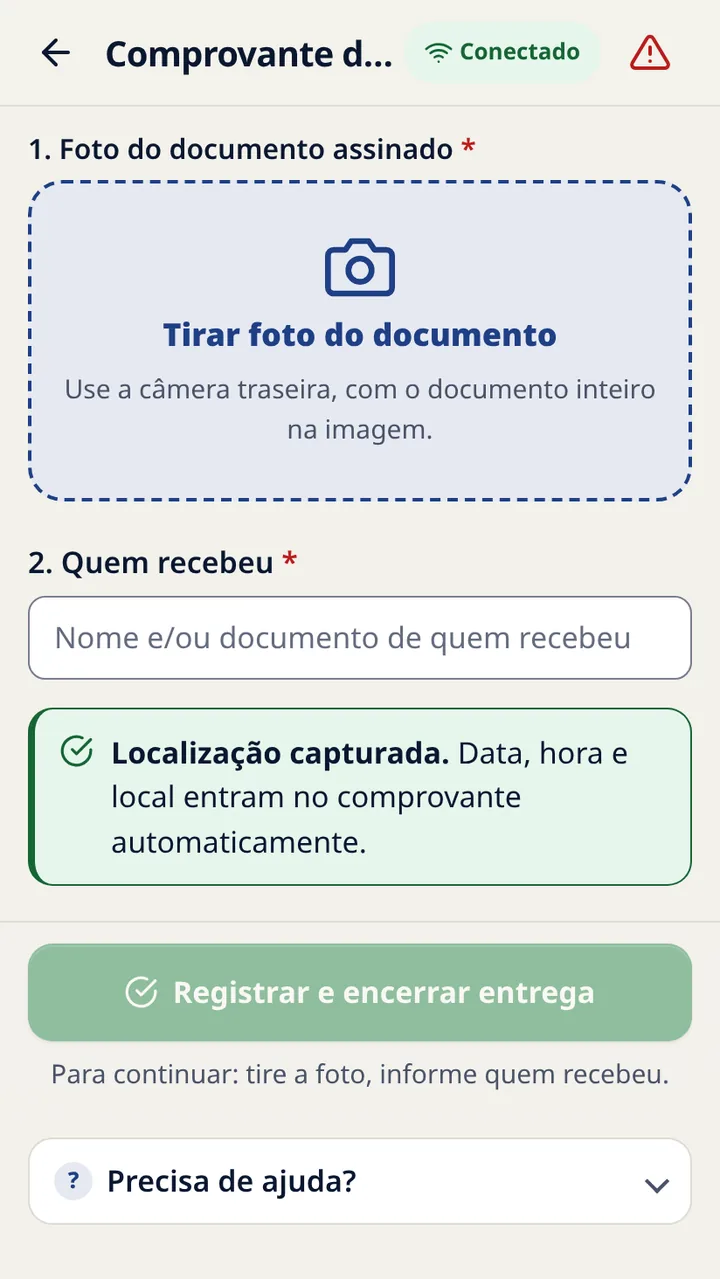 Comprovante d...
Conectado
1. Foto do documento assinado *
Tirar foto do documento
Use a câmera traseira, com o documento inteiro
na imagem.
2. Quem recebeu *
Nome e/ou documento de quem recebeu
Localização capturada. Data, hora e
local entram no comprovante
automaticamente.
Registrar e encerrar entrega
Para continuar: tire a foto, informe quem recebeu.
? Precisa de ajuda?